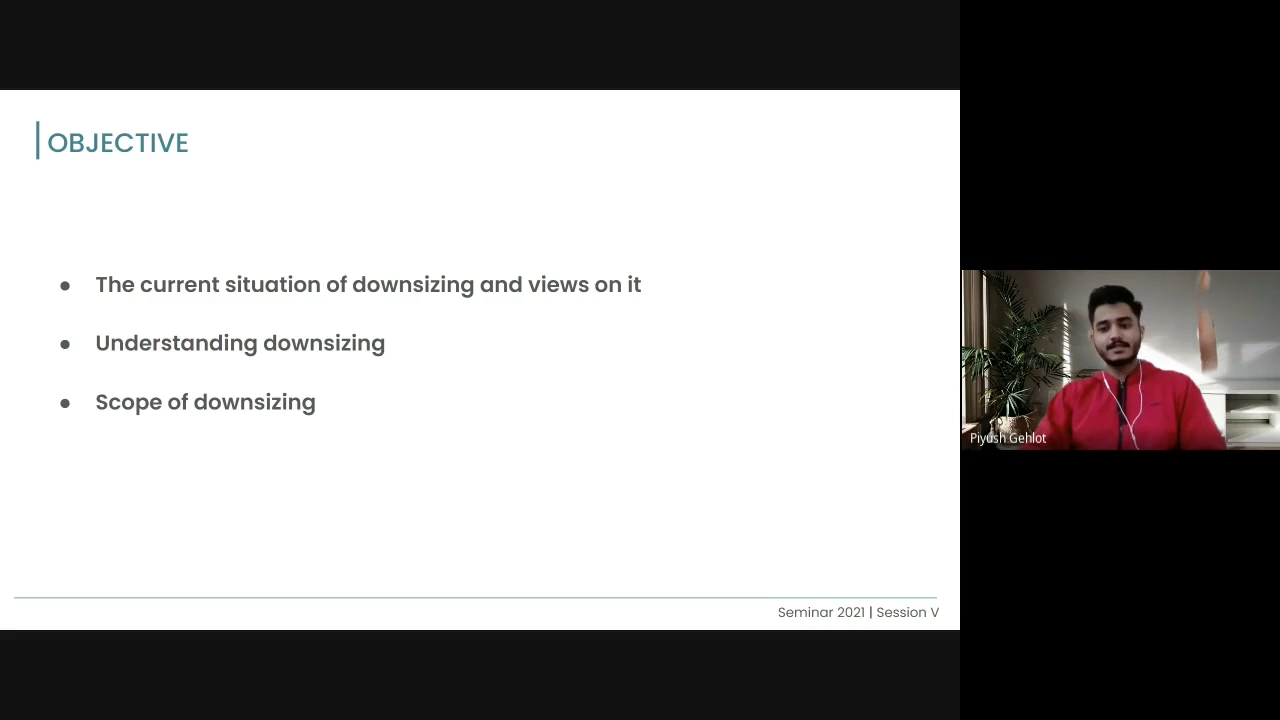 OBJECTIVE
● The current situation of downsizing and views on it
● Understanding downsizing
● Scope of downsizing
Seminar 2021 | Session V
Piyush Gehlot